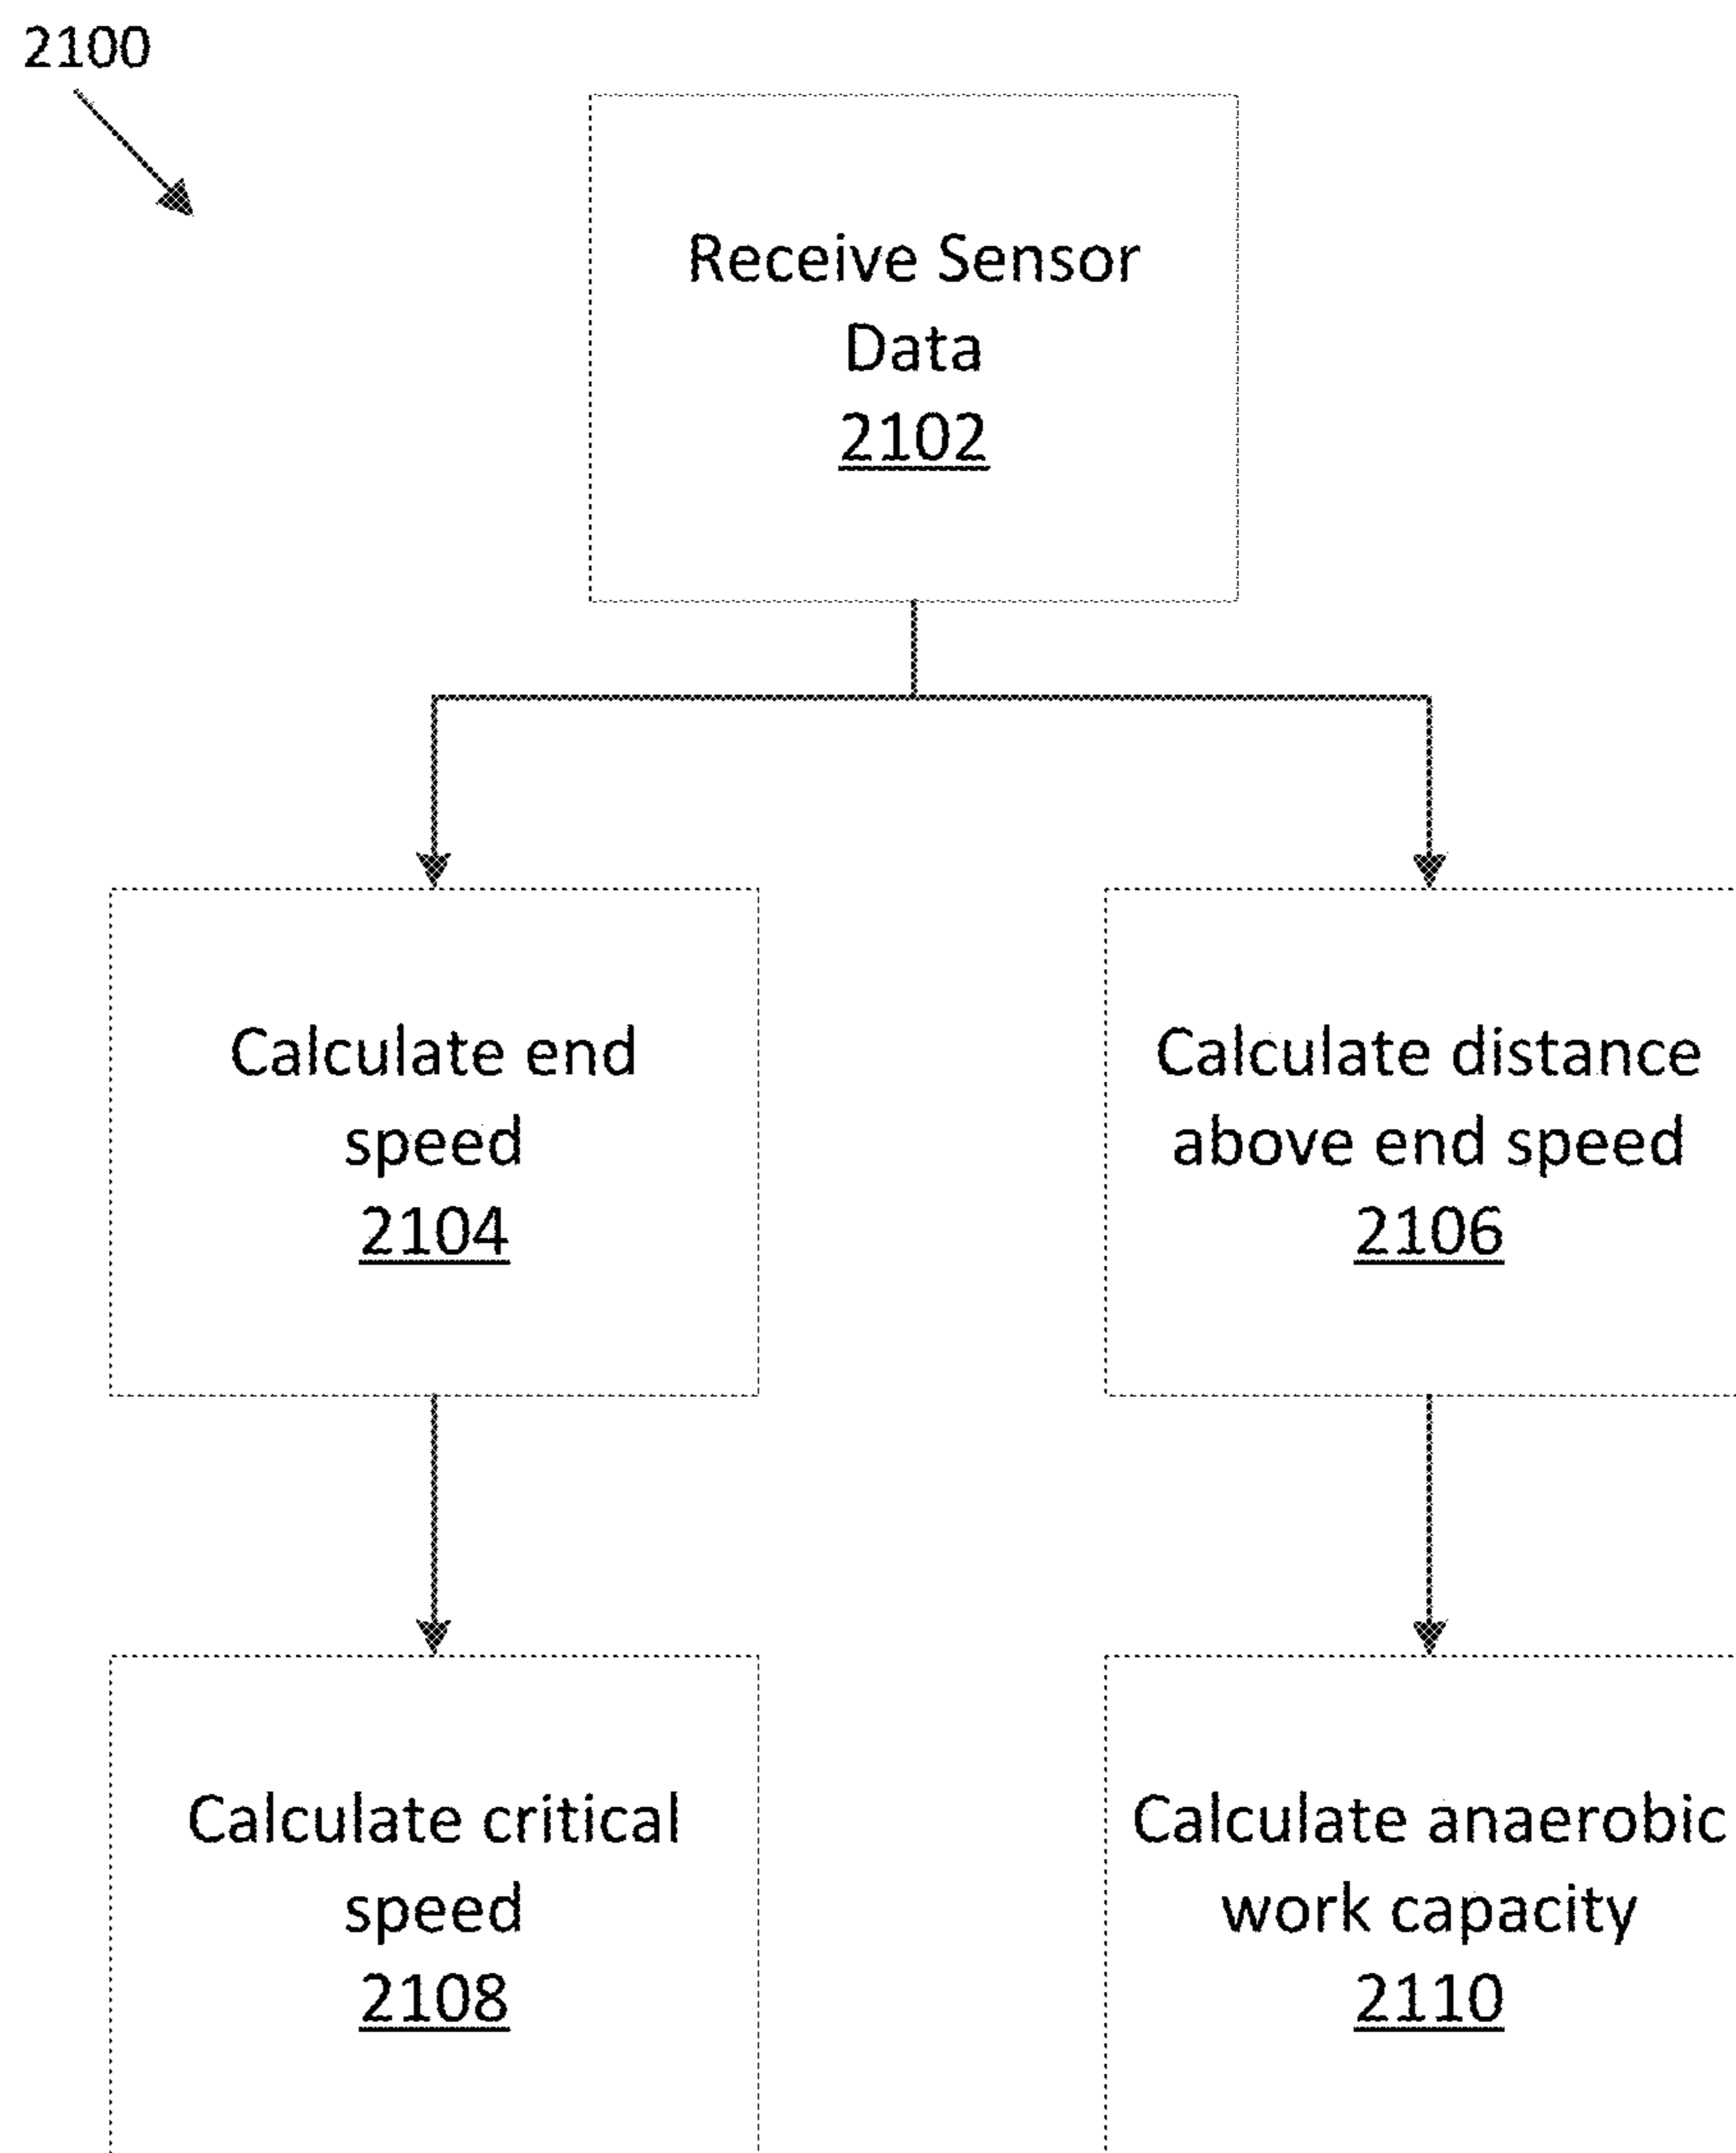 2100
Receive Sensor
Data
2102
Calculate end
speed
2104
Calculate distance
above end speed
2106
Calculate critical
speed
2108
Calculate anaerobic
work capacity
2110